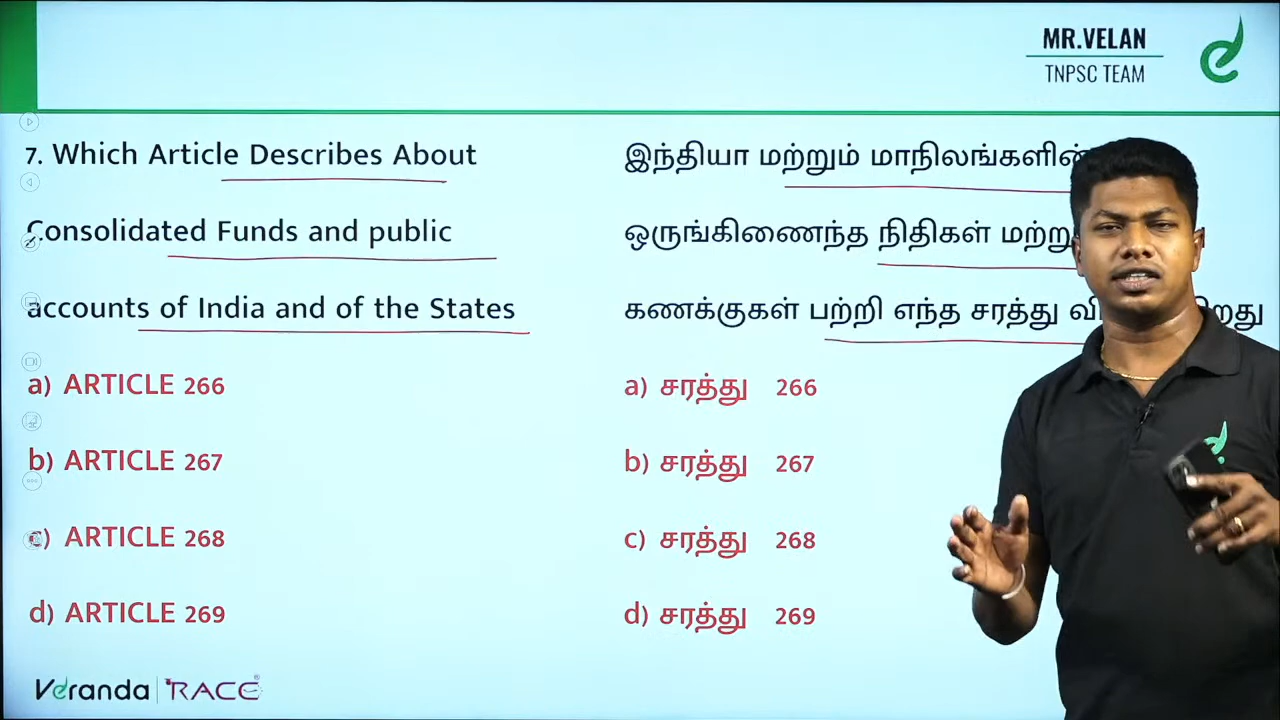 MR.VELAN
TNPSC TEAM
7. Which Article Describes About
Consolidated Funds and public
accounts of India and of the States
a) ARTICLE 266
b) ARTICLE 267
c) ARTICLE 268
d) ARTICLE 269
இந்தியா மற்றும் மாநிலங்களின்
ஒருங்கிணைந்த நிதிகள்
கணக்குகள் பற்றி எந்த சரத்து
a) சரத்து 266
b) சரத்து 267
c) சரத்து 268
d) சரத்து 269
Veranda RACE